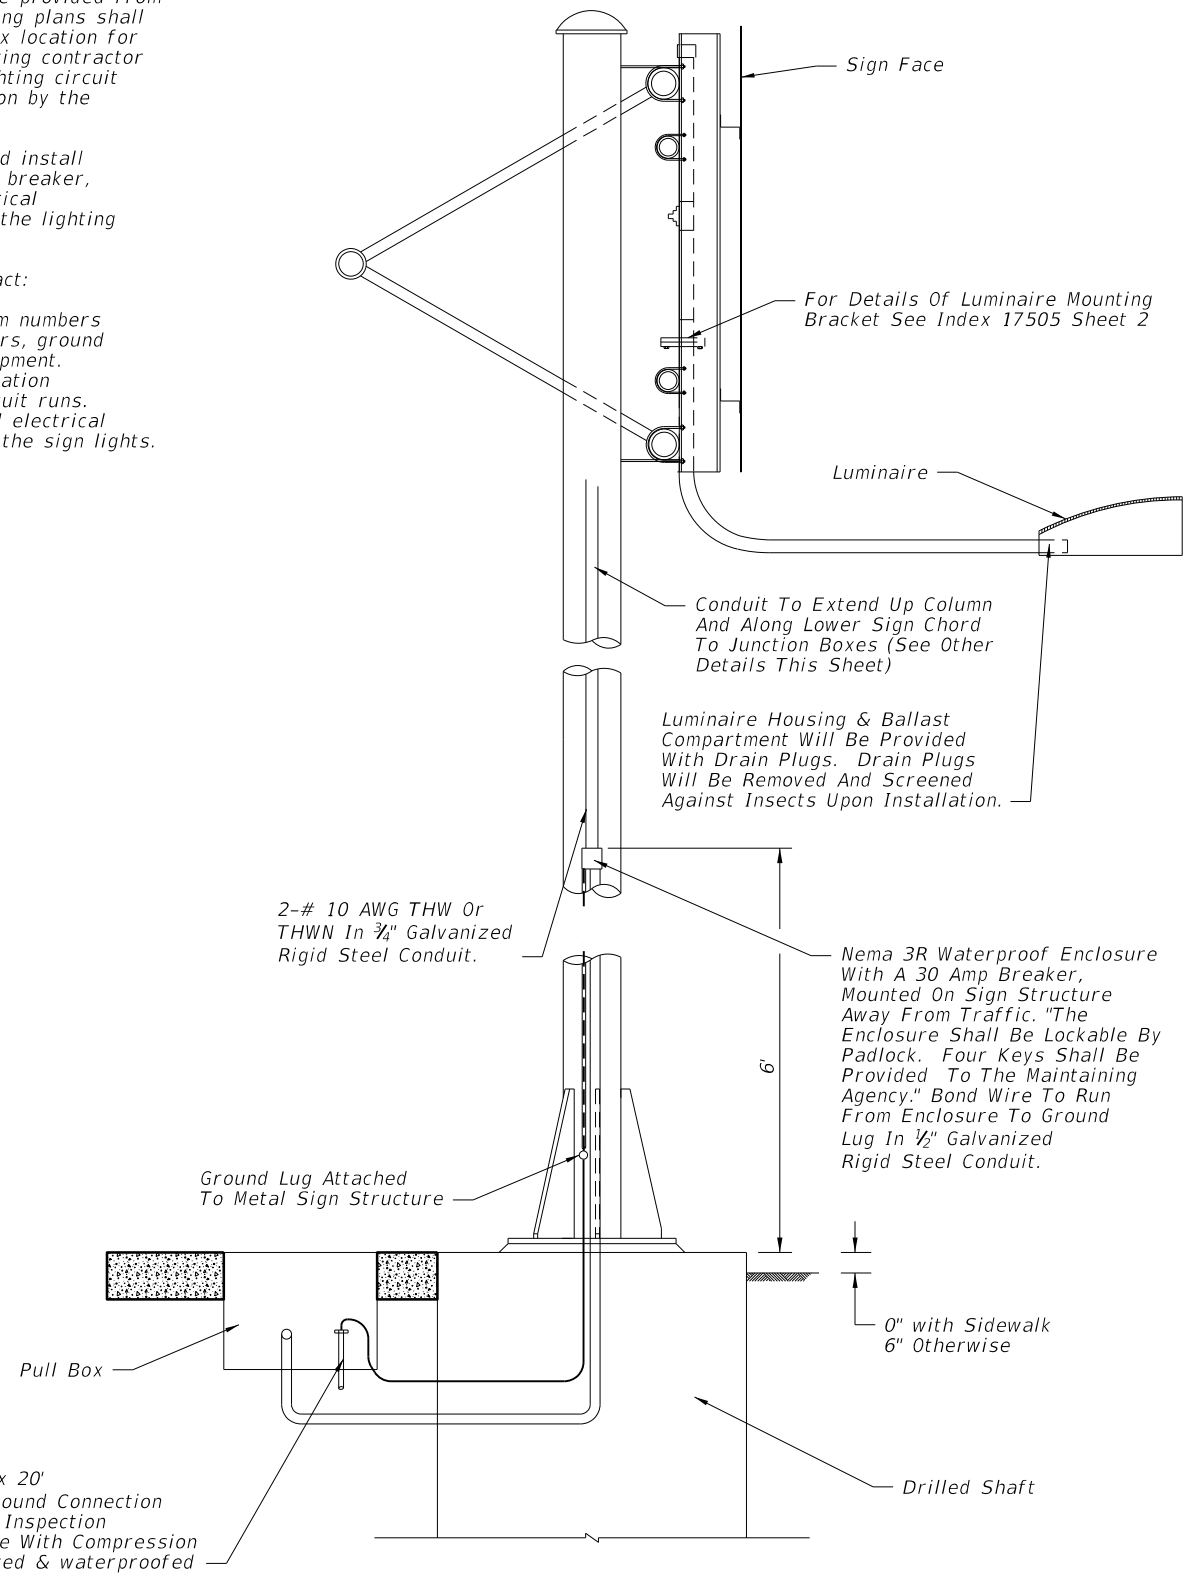 e provided from
ng plans shall
x location for
ing contractor
hting circuit
on by the
d install
breaker,
rical
the lighting
act:
m numbers
rs, ground
pment.
ation
uit runs.
electrical
the sign lights.
Sign Face
For Details Of Luminaire Mounting
Bracket See Index 17505 Sheet 2
Luminaire
Conduit To Extend Up Column
And Along Lower Sign Chord
To Junction Boxes (See Other
Details This Sheet)
Luminaire Housing & Ballast
Compartment Will Be Provided
With Drain Plugs. Drain Plugs
Will Be Removed And Screened
Against Insects Upon Installation.
2-# 10 AWG THW Or
THWN In 3/4" Galvanized
Rigid Steel Conduit.
Nema 3R Waterproof Enclosure
With A 30 Amp Breaker,
Mounted On Sign Structure
Away From Traffic. "The
Enclosure Shall Be Lockable By
Padlock. Four Keys Shall Be
Provided To The Maintaining
Agency." Bond Wire To Run
From Enclosure To Ground
Lug In 1/2" Galvanized
Rigid Steel Conduit.
6'
Ground Lug Attached
To Metal Sign Structure
0" with Sidewalk
6" Otherwise
Pull Box
Drilled Shaft
x 20'
ound Connection
Inspection
e With Compression
ed & waterproofed